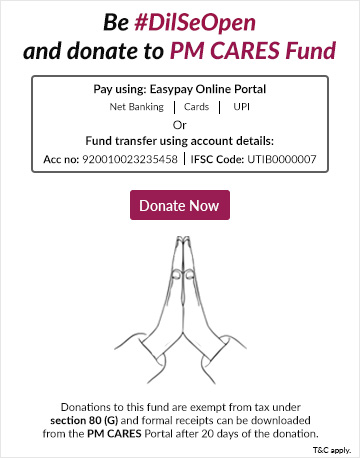 Be #DilSeOpen
and donate to PM CARES Fund
Pay using: Easypay Online Portal
Net Banking | Cards | UPI
Or
Fund transfer using account details:
Acc no: 920010023235458 | IFSC Code: UTIB0000007
Donate Now
Donations to this fund are exempt from tax under
section 80 (G) and formal receipts can be downloaded
from the PM CARES Portal after 20 days of the donation.
T&C apply.